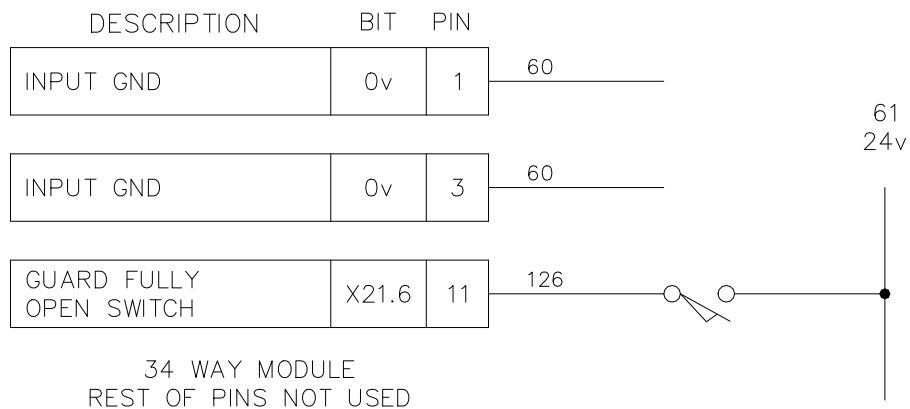 DESCRIPTION BIT PIN
INPUT GND 0v 1 60
61
24v
INPUT GND 0v 3 60
GUARD FULLY
OPEN SWITCH X21.6 11 126
34 WAY MODULE
REST OF PINS NOT USED